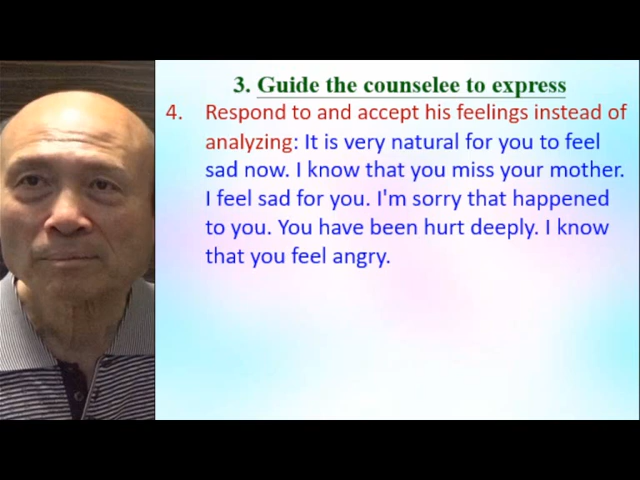 3. Guide the counselee to express
4. Respond to and accept his feelings instead of
analyzing: It is very natural for you to feel
sad now. I know that you miss your mother.
I feel sad for you. I'm sorry that happened
to you. You have been hurt deeply. I know
that you feel angry.